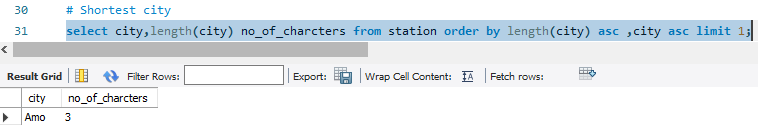 30 # Shortest city
31 select city,length(city) no_of_charcters from station order by length(city) asc ,city asc limit 1;
Result Grid Filter Rows: Export: Wrap Cell Content: Fetch rows:
city no_of_charcters
Amo 3